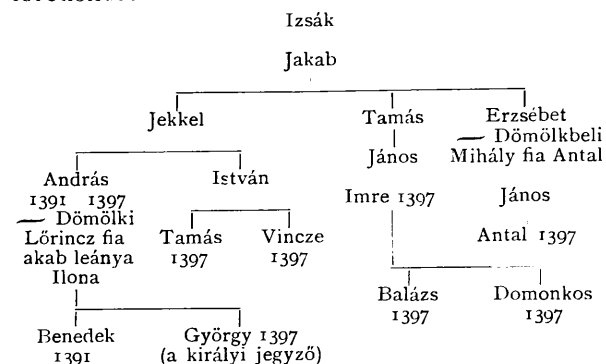 Izsák
Jakab
Jekkel Tamás Erzsébet
— Dömölkbeli
János Mihály fia Antal
András István
1391 1397 Imre 1397 János
— Dömölki
Lőrincz fia Tamás Vincze Antal 1397
akab leánya 1397 1397
Ilona
Balázs Domonkos
1397 1397
Benedek György 1397
1391 (a királyi jegyző)